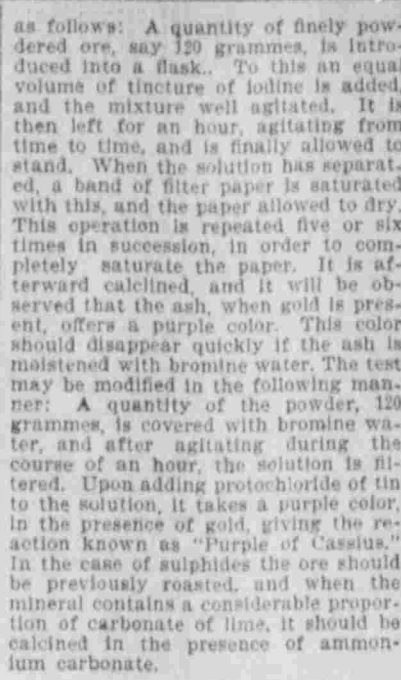 as follows: A quantity of finely pow-
dered ore, say 120 grammes, is intro-
duced into a flask.. To this an equal
volume of tincture of iodine is added,
and the mixture well agitated. It is
then left for an hour, agitating from
time to time, and is finally allowed to
stand. When the solution has separat-
ed, a band of filter paper is saturated
with this, and the paper allowed to dry.
This operation is repeated five or six
times in succession, in order to com-
pletely saturate the paper. It is af-
terward calclined, and it will be ob-
served that the ash, when gold is pres-
ent, offers a purple color. This color
should disappear quickly if the ash is
moistened with bromine water. The test
may be modified in the following man-
ner: A quantity of the powder, 120
grammes, is covered with bromine wa-
ter, and after agitating during the
course of an hour, the solution is fil-
tered. Upon adding protochloride of tin
to the solution, it takes a purple color,
in the presence of gold, giving the re-
action known as "Purple of Cassius."
In the case of sulphides the ore should
be previously roasted, and when the
mineral contains a considerable propor-
tion of carbonate of lime, it should be
calcined in the presence of ammon-
ium carbonate.